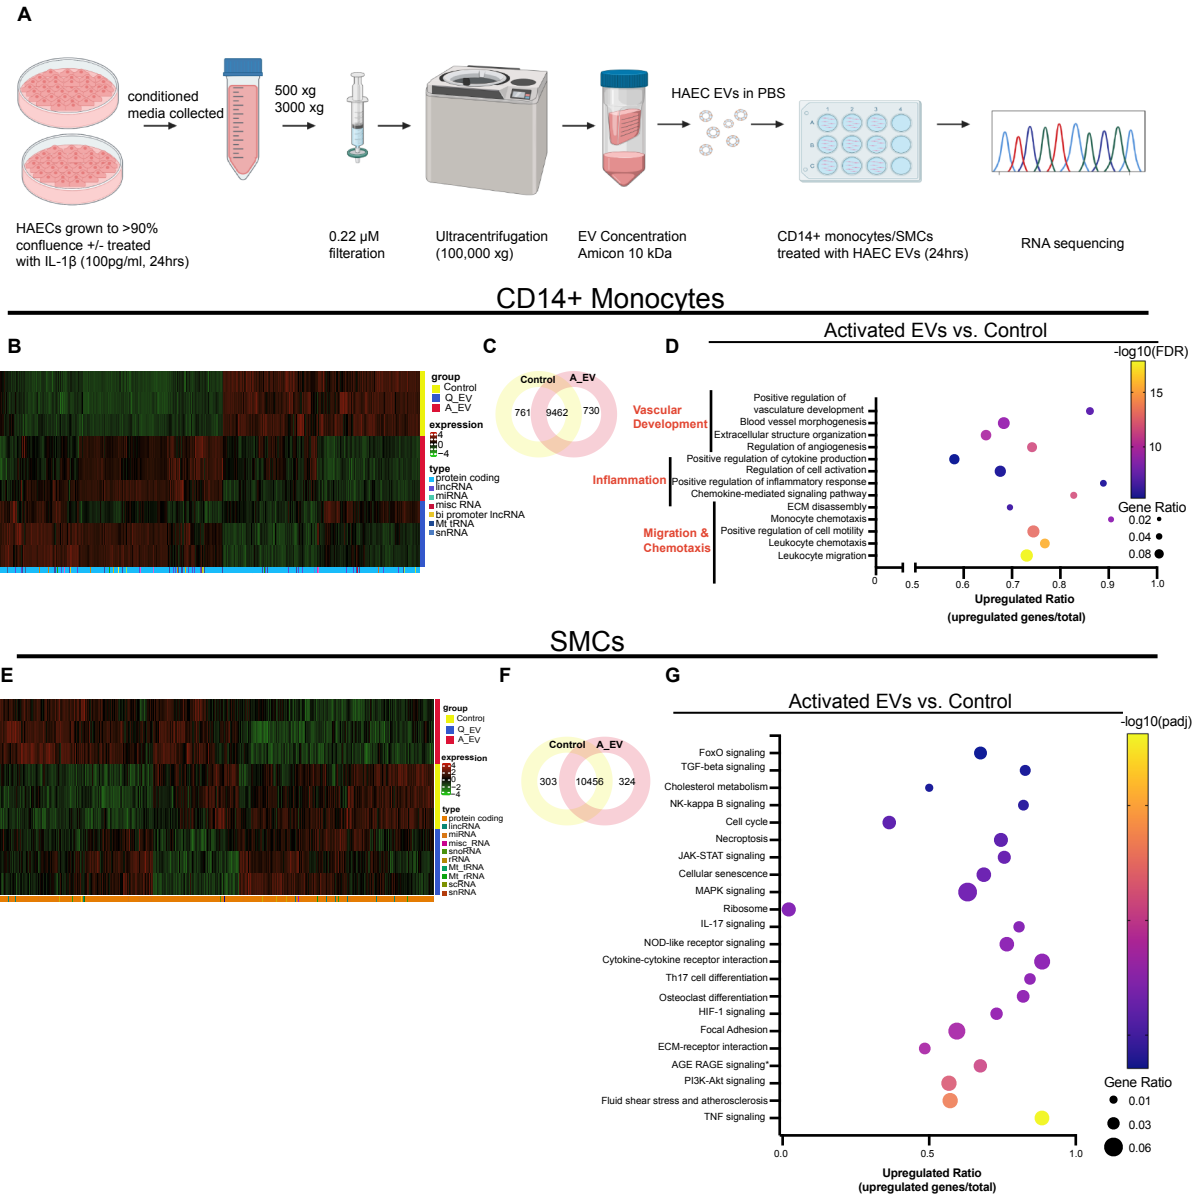 A
conditioned
media collected
500 xg
3000 xg
HAEC EVs in PBS
HAECs grown to >90%
confluence +/- treated
with IL-1β (100pg/ml, 24hrs)
0.22 µM
filteration
Ultracentrifugation
(100,000 xg)
EV Concentration
Amicon 10 kDa
CD14+ monocytes/SMCs
treated with HAEC EVs (24hrs)
RNA sequencing
1 2 3 4
A
B
C
CD14+ Monocytes
B
group
Control
Q_EV
A_EV
expression
4
0
−4
type
protein coding
lincRNA
miRNA
misc RNA
bi promoter lncRNA
Mt tRNA
snRNA
C
Control
A_EV
761
9462
730
D
Activated EVs vs. Control
Vascular
Development
Inflammation
Migration &
Chemotaxis
Positive regulation of
vasculature development
Blood vessel morphogenesis
Extracellular structure organization
Regulation of angiogenesis
Positive regulation of cytokine production
Regulation of cell activation
Positive regulation of inflammatory response
Chemokine-mediated signaling pathway
ECM disassembly
Monocyte chemotaxis
Positive regulation of cell motility
Leukocyte chemotaxis
Leukocyte migration
0 0.5 0.6 0.7 0.8 0.9 1.0
Upregulated Ratio
(upregulated genes/total)
-log10(FDR)
15
10
Gene Ratio
0.02
0.04
0.08
SMCs
E
group
Control
Q_EV
A_EV
expression
4
2
0
−2
−4
type
protein coding
lincRNA
miRNA
misc_RNA
snoRNA
rRNA
Mt_tRNA
Mt_rRNA
scRNA
snRNA
F
Control
A_EV
303
10456
324
G
Activated EVs vs. Control
FoxO signaling
TGF-beta signaling
Cholesterol metabolism
NK-kappa B signaling
Cell cycle
Necroptosis
JAK-STAT signaling
Cellular senescence
MAPK signaling
Ribosome
IL-17 signaling
NOD-like receptor signaling
Cytokine-cytokine receptor interaction
Th17 cell differentiation
Osteoclast differentiation
HIF-1 signaling
Focal Adhesion
ECM-receptor interaction
AGE RAGE signaling*
PI3K-Akt signaling
Fluid shear stress and atherosclerosis
TNF signaling
0.0 0.5 1.0
Upregulated Ratio
(upregulated genes/total)
-log10(padj)
Gene Ratio
0.01
0.03
0.06